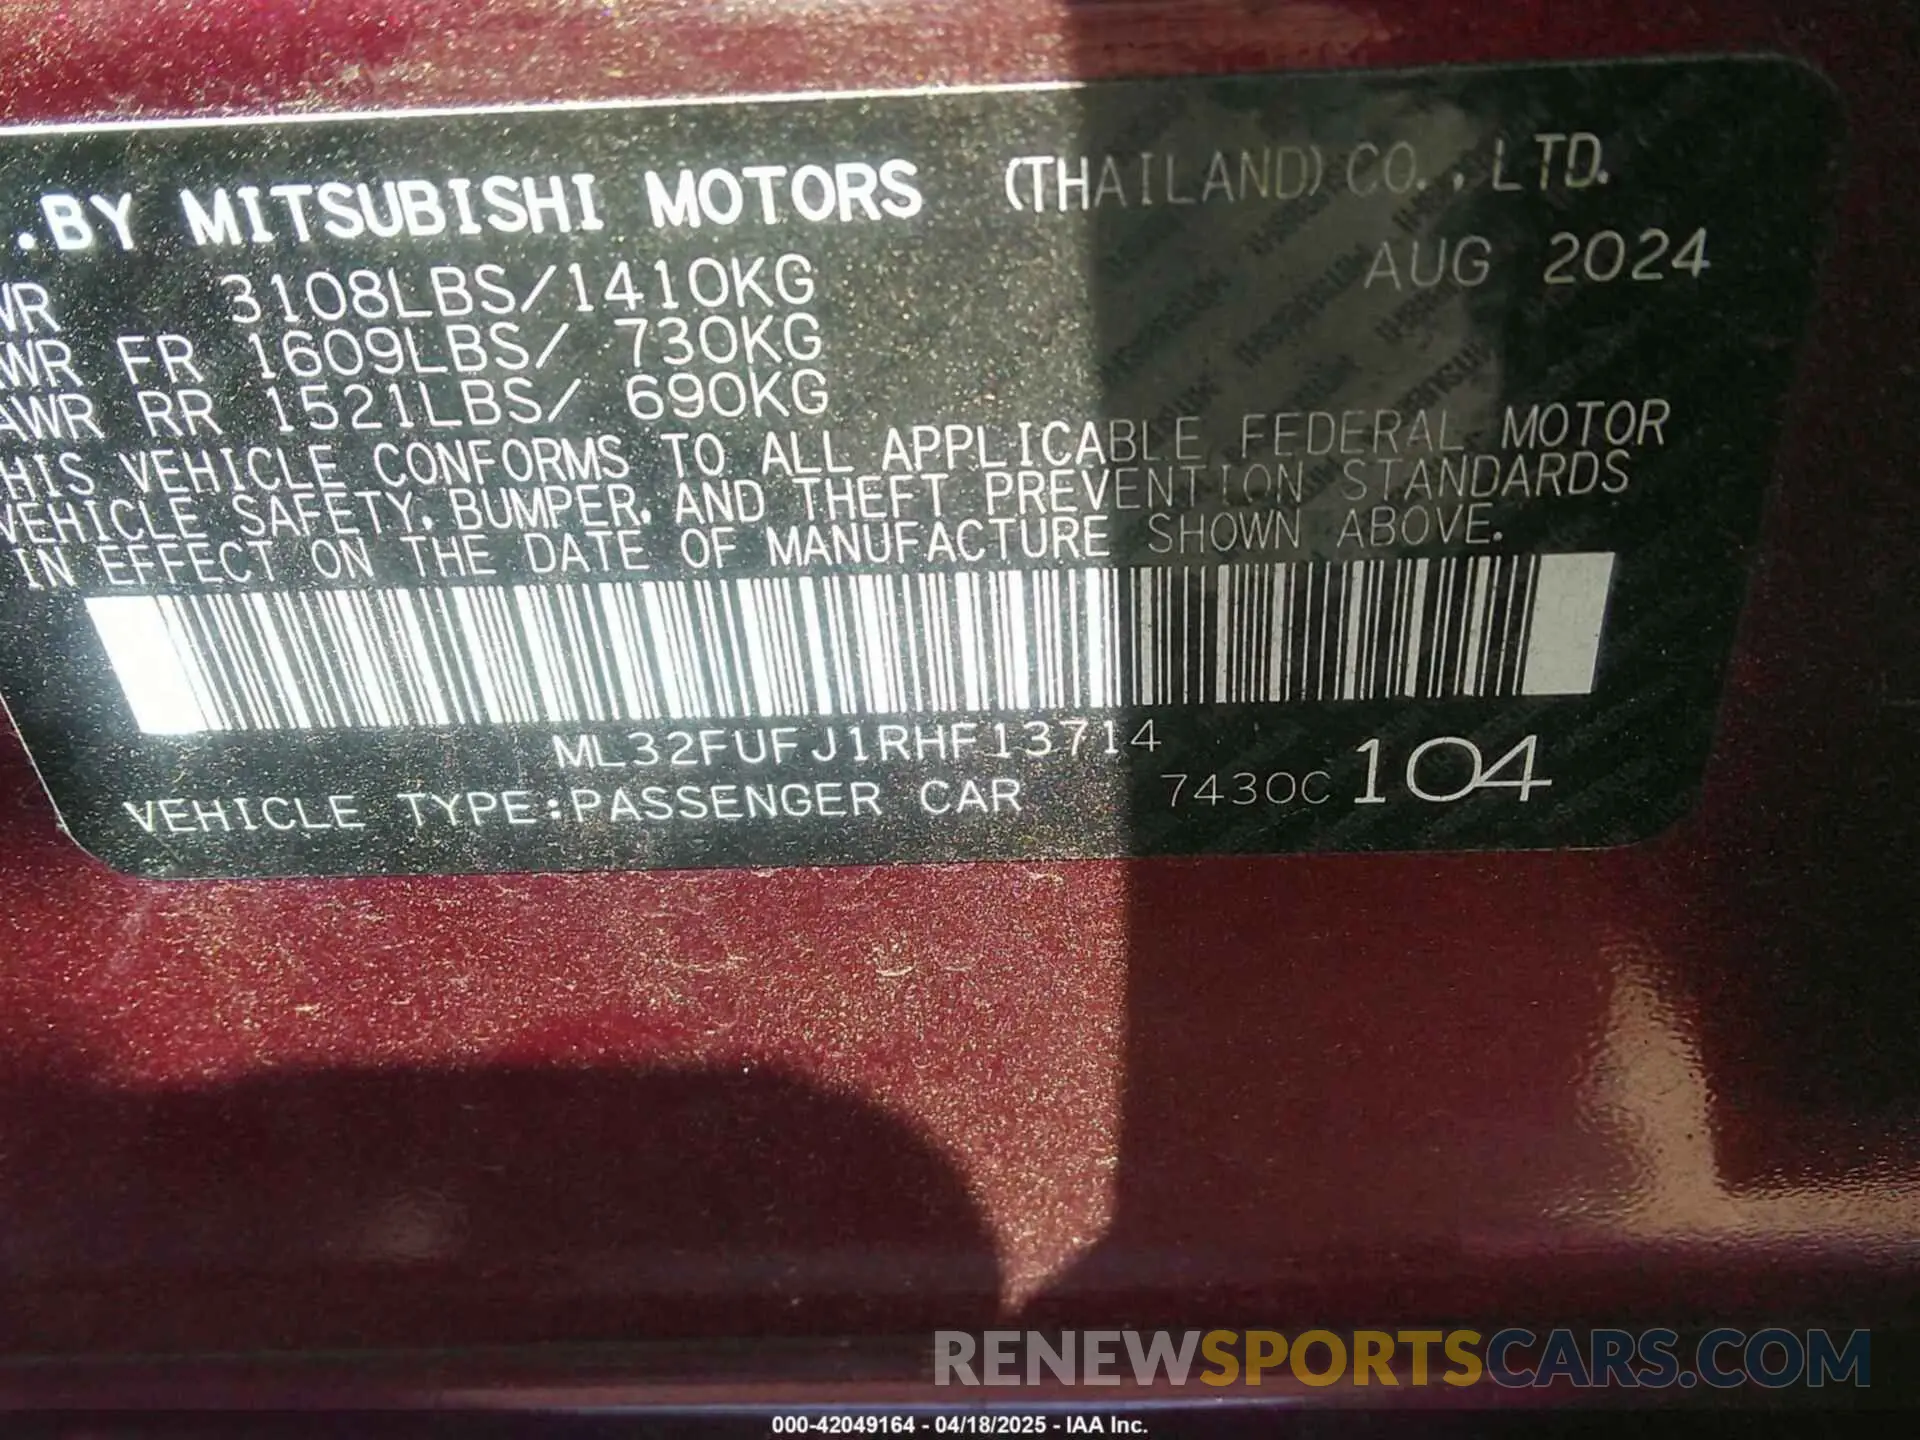 .BY MITSUBISHI MOTORS (THAILAND) CO.,LTD.
AUG 2024
WR 3108LBS/1410KG
WR FR 1609LBS/ 730KG
AWR RR 1521LBS/ 690KG
HIS VEHICLE CONFORMS TO ALL APPLICABLE FEDERAL MOTOR
VEHICLE SAFETY, BUMPER, AND THEFT PREVENTION STANDARDS
IN EFFECT ON THE DATE OF MANUFACTURE SHOWN ABOVE.
ML32FUFJ1RHF13714
VEHICLE TYPE:PASSENGER CAR 7430C 104
RENEWSPORTSCARS.COM
000-42049164 - 04/18/2025 - IAA Inc.